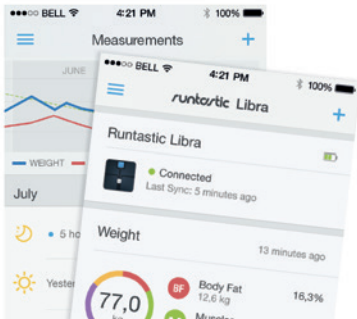 BELL 4:21 PM 100%
Measurements
JUNE
WEIGHT
July
5 ho
Yester
BELL 4:21 PM 100%
runtastic Libra
Runtastic Libra
Connected
Last Sync: 5 minutes ago
Weight 13 minutes ago
77,0
kg
BF Body Fat 16,3%
12,6 kg